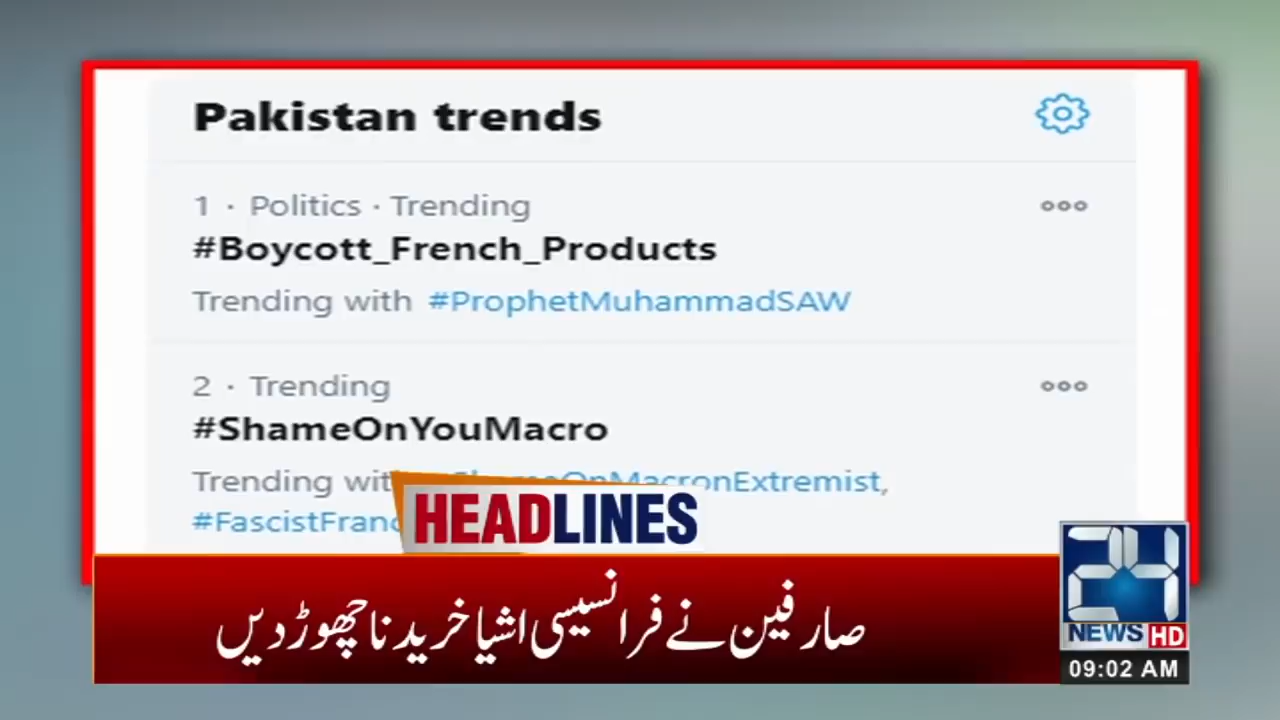 Pakistan trends
1 · Politics · Trending
#Boycott_French_Products
Trending with #ProphetMuhammadSAW
2 · Trending
#ShameOnYouMacro
Trending
#ShameOnMacronExtremist,
HEADLINES
صارفین نے فرانسیسی اشیا خریدنا چھوڑ دیں
24
NEWS HD
09:02 AM